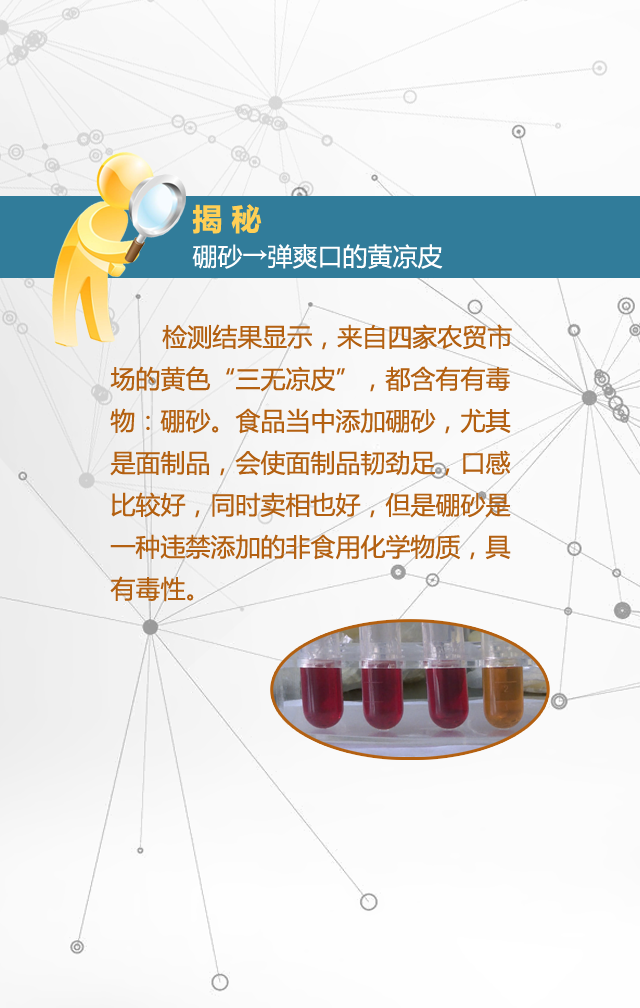 揭秘
硼砂→弹爽口的黄凉皮
检测结果显示，来自四家农贸市
场的黄色“三无凉皮”，都含有有毒
物：硼砂。食品当中添加硼砂，尤其
是面制品，会使面制品韧劲足，口感
比较好，同时卖相也好，但是硼砂是
一种违禁添加的非食用化学物质，具
有毒性。